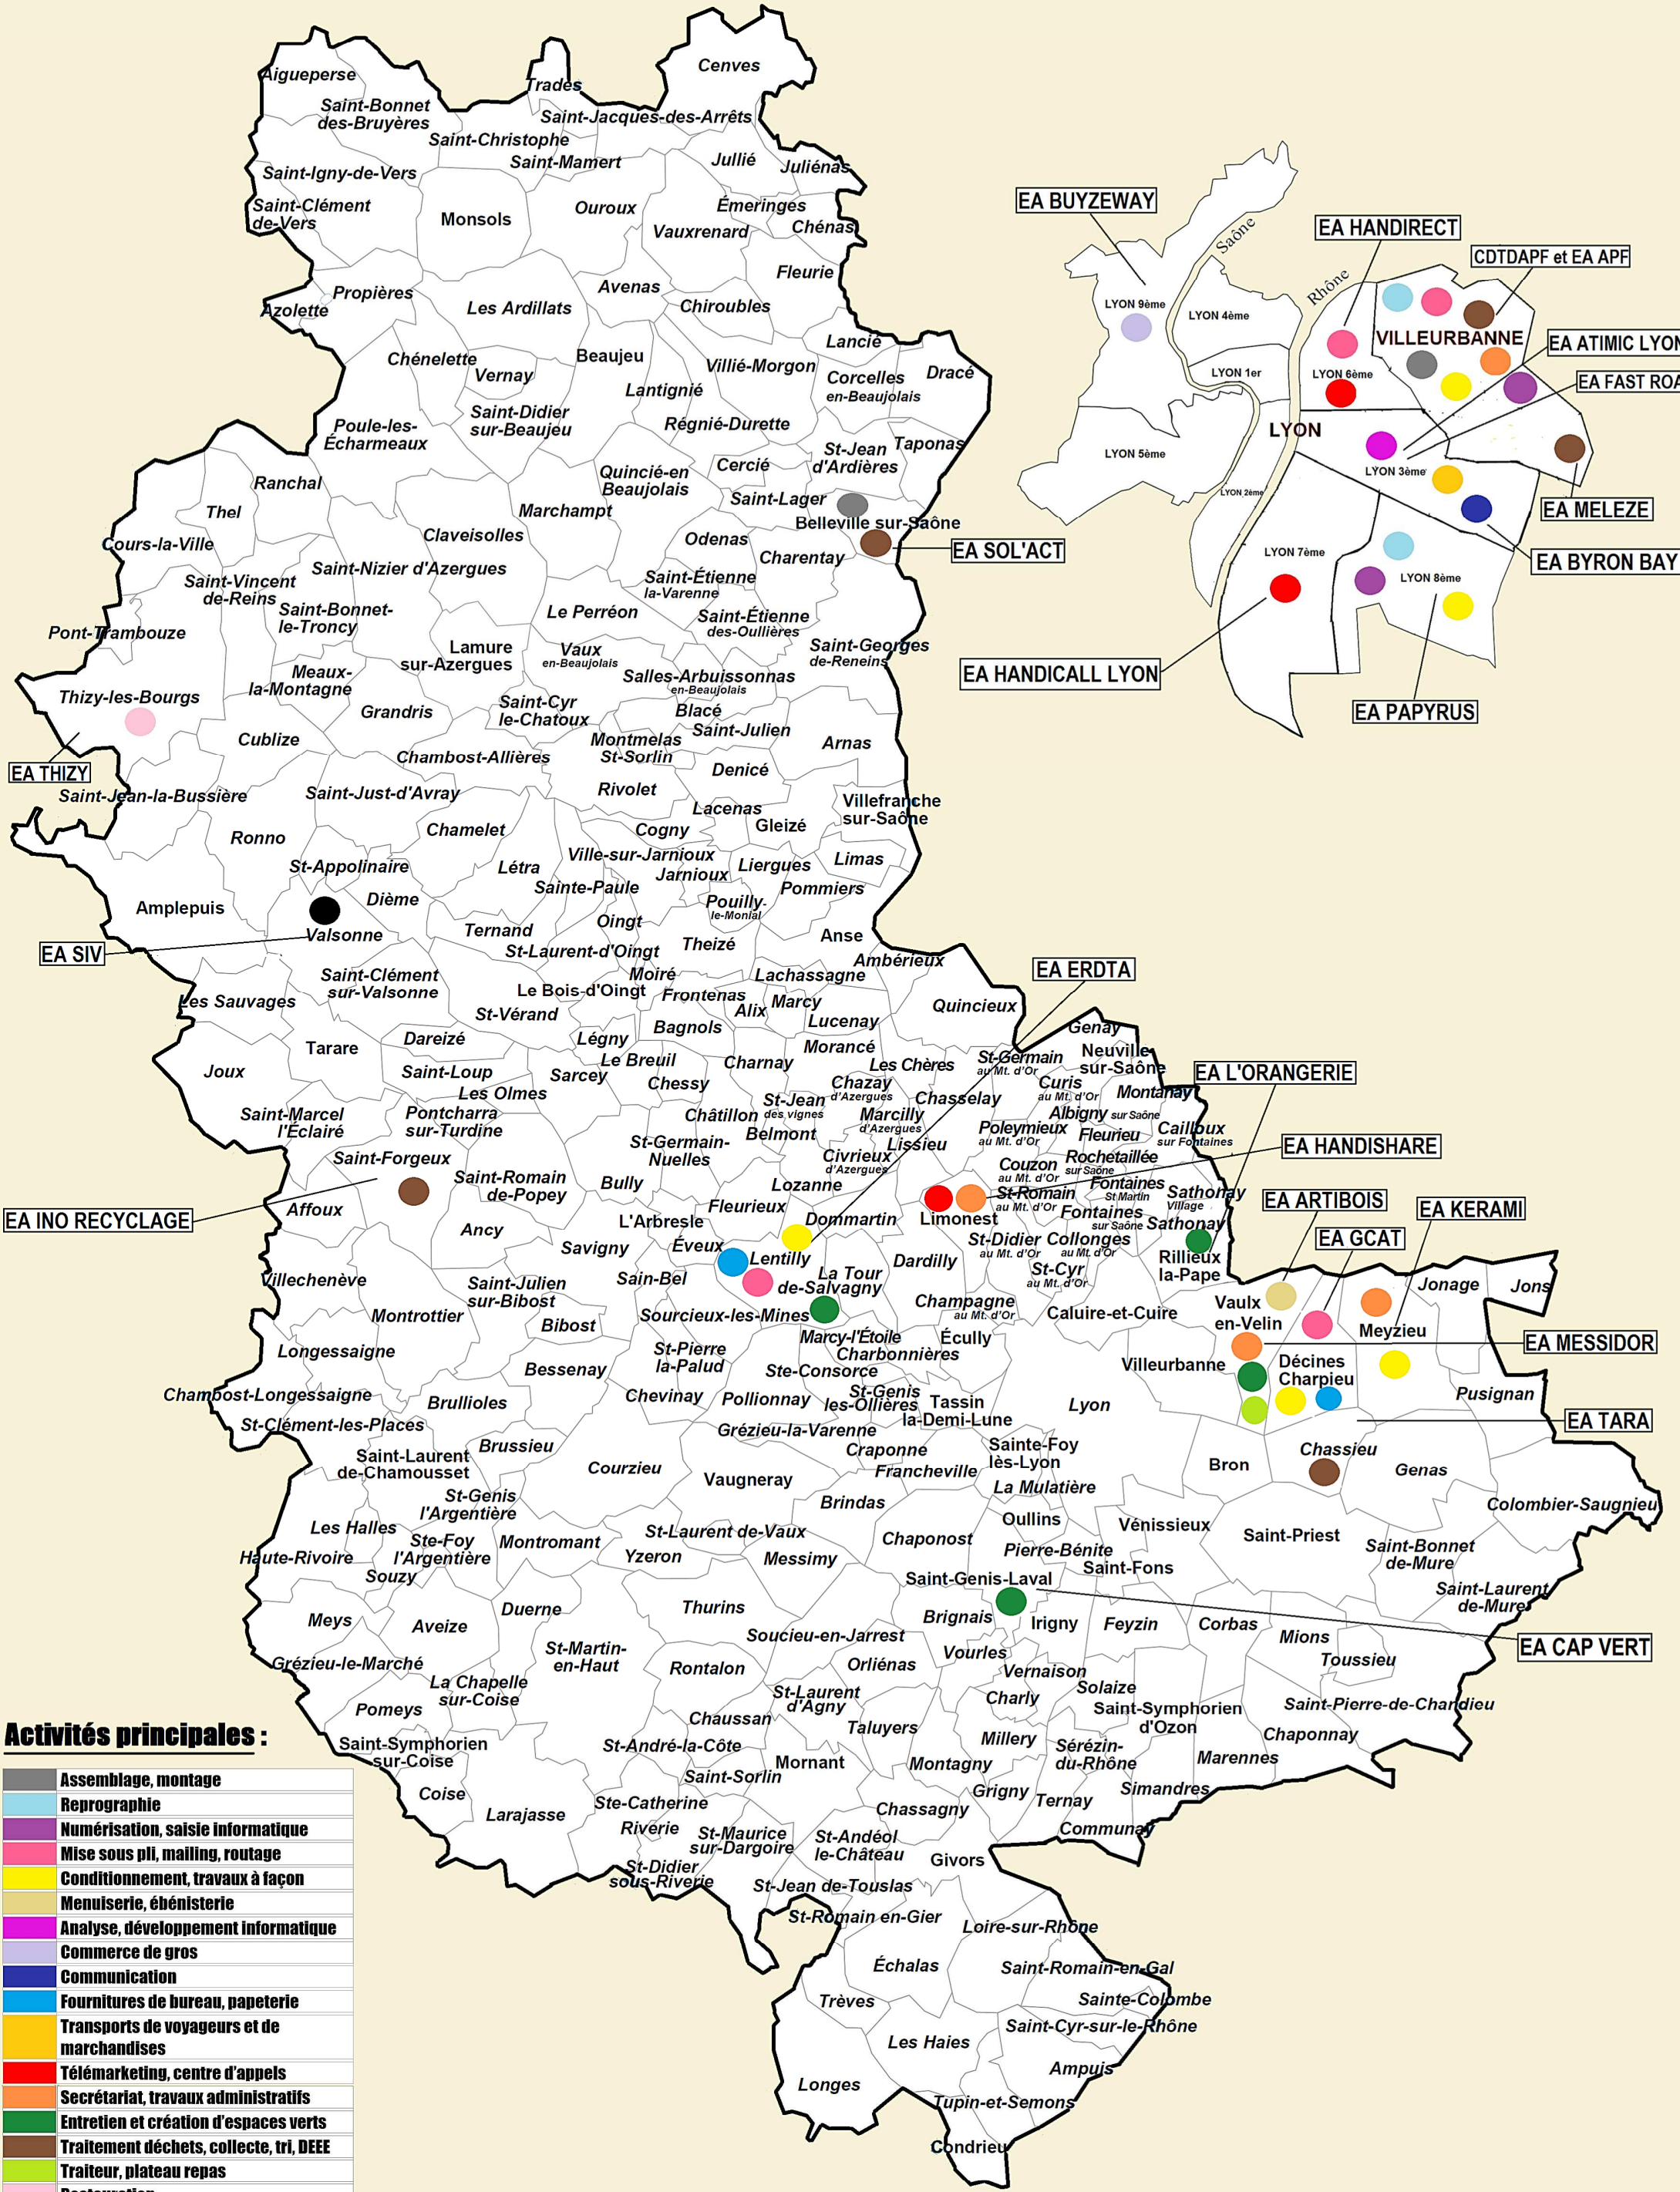 Aigueperse
Trades
Cenves
Saint-Bonnet
des-Bruyères
Saint-Jacques-des-Arrêts
Saint-Christophe
Saint-Mamert
Jullié
Juliénas
Saint-Igny-de-Vers
Saint-Clément
de-Vers
Monsols
Ouroux
Émeringes
Vauxrenard
Chénas
Fleurie
Avenas
Propières
Azolette
Les Ardillats
Chiroubles
Lancié
Chénelette
Vernay
Beaujeu
Villié-Morgon
Lantignié
Corcelles
en-Beaujolais
Dracé
Saint-Didier
sur-Beaujeu
Régnié-Durette
Poule-les-
Écharmeaux
St-Jean
d'Ardières
Taponas
Cercié
Quincié-en
Beaujolais
Ranchal
Saint-Lager
Thel
Marchampt
Belleville sur-Saône
Claveisolles
Odenas
Cours-la-Ville
Charentay
EA SOL'ACT
Saint-Nizier d'Azergues
Saint-Vincent
de-Reins
Saint-Étienne
la-Varenne
Saint-Bonnet-
le-Troncy
Le Perréon
Saint-Étienne
des-Oullières
Pont-Trambouze
Lamure
sur-Azergues
Vaux
en-Beaujolais
Saint-Georges
de-Reneins
Meaux-
la-Montagne
Salles-Arbuissonnas
en-Beaujolais
Thizy-les-Bourgs
Grandris
Saint-Cyr
le-Chatoux
Blacé
Saint-Julien
Cublize
Montmelas
St-Sorlin
Arnas
Chambost-Allières
Denicé
EA THIZY
Saint-Jean-la-Bussière
Saint-Just-d'Avray
Rivolet
Lacenas
Villefranche
sur-Saône
Ronno
Chamelet
Cogny
Gleizé
St-Appolinaire
Létra
Ville-sur-Jarnioux
Jarnioux
Liergues
Limas
Sainte-Paule
Pommiers
Dième
Amplepuis
Pouilly-
le-Monial
Oingt
Valsonne
Ternand
Theizé
Anse
EA SIV
St-Laurent-d'Oingt
Ambérieux
Saint-Clément
sur-Valsonne
Moiré
Lachassagne
Le Bois-d'Oingt
Frontenas
Marcy
Alix
Quincieux
EA ERDTA
Les Sauvages
St-Vérand
Bagnols
Lucenay
Genay
Dareizé
Légny
Morancé
Tarare
Le Breuil
Charnay
Les Chères
St-Germain
au Mt. d'Or
Neuville-
sur-Saône
Joux
Saint-Loup
Sarcey
Chessy
Chazay
d'Azergues
Curis
au Mt. d'Or
Montanay
EA L'ORANGERIE
Les Olmes
St-Jean
des vignes
Chasselay
Albigny sur Saône
Saint-Marcel
l'Éclairé
Pontcharra
sur-Turdine
Châtillon
Marcilly
d'Azergues
Poleymieux
au Mt. d'Or
Fleurieu
Cailloux
sur Fontaines
Belmont
Lissieu
St-Germain-
Nuelles
Civrieux
d'Azergues
Couzon
au Mt. d'Or
Rochetaillée
sur Saône
EA HANDISHARE
Saint-Forgeux
Saint-Romain
de-Popey
Bully
Lozanne
St-Romain
au Mt. d'Or
Fontaines
St Martin
Sathonay
Village
EA ARTIBOIS
EA KERAMI
EA INO RECYCLAGE
Affoux
Fleurieux
Limonest
Fontaines
sur Saône
Sathonay
EA GCAT
Ancy
L'Arbresle
Dommartin
St-Didier
au Mt. d'Or
Collonges
au Mt. d'Or
Savigny
Éveux
Lentilly
Dardilly
St-Cyr
au Mt. d'Or
Rillieux
la-Pape
Villechenève
Saint-Julien
sur-Bibost
Sain-Bel
La Tour
de-Salvagny
Jonage
Jons
Montrottier
Bibost
Sourcieux-les-Mines
Champagne
au Mt. d'Or
Caluire-et-Cuire
Vaulx
en-Velin
Meyzieu
Longessaigne
St-Pierre
la-Palud
Marcy-l'Étoile
Charbonnières
Écully
EA MESSIDOR
Bessenay
Ste-Consorce
Villeurbanne
Décines
Charpieu
Chambost-Longessaigne
Brullioles
Chevinay
Pollionnay
St-Genis
les-Ollières
Tassin
la-Demi-Lune
Lyon
Pusignan
St-Clément-les-Places
Grézieu-la-Varenne
EA TARA
Brussieu
Craponne
Sainte-Foy
lès-Lyon
Chassieu
Saint-Laurent
de-Chamousset
Courzieu
Vaugneray
Francheville
Bron
Genas
La Mulatière
St-Genis
l'Argentière
Brindas
Colombier-Saugnieu
Les Halles
Oullins
Vénissieux
Ste-Foy
l'Argentière
Montromant
St-Laurent de-Vaux
Chaponost
Saint-Priest
Haute-Rivoire
Yzeron
Messimy
Pierre-Bénite
Saint-Bonnet
de-Mure
Souzy
Saint-Genis-Laval
Saint-Fons
Saint-Laurent
de-Mure
Meys
Aveize
Duerne
Thurins
Brignais
Irigny
Feyzin
Corbas
Mions
EA CAP VERT
Soucieu-en-Jarrest
St-Martin-
en-Haut
Vourles
Toussieu
Grézieu-le-Marché
Rontalon
Orliénas
Vernaison
La Chapelle
sur-Coise
St-Laurent
d'Agny
Charly
Solaize
Saint-Pierre-de-Chandieu
Pomeys
Chaussan
Taluyers
Saint-Symphorien
d'Ozon
Chaponnay
Saint-Symphorien
sur-Coise
St-André-la-Côte
Mornant
Millery
Sérézin-
du-Rhône
Marennes
Saint-Sorlin
Montagny
Coise
Larajasse
Ste-Catherine
Grigny
Ternay
Simandres
Chassagny
Riverie
St-Maurice
sur-Dargoire
St-Andéol
le-Château
Communay
St-Didier
sous-Riverie
Givors
St-Jean de-Touslas
St-Romain en-Gier
Loire-sur-Rhône
Échalas
Saint-Romain-en-Gal
Trèves
Sainte-Colombe
Saint-Cyr-sur-le-Rhône
Les Haies
Ampuis
Longes
Tupin-et-Semons
Condrieu
EA BUYZEWAY
Saône
EA HANDIRECT
CDTDAPF et EA APF
Rhône
LYON 9ème
LYON 4ème
VILLEURBANNE
EA ATIMIC LYON
LYON 1er
LYON 6ème
EA FAST ROA
LYON
LYON 5ème
LYON 3ème
LYON 2ème
EA MELEZE
LYON 7ème
LYON 8ème
EA BYRON BAY
EA HANDICALL LYON
EA PAPYRUS
Activités principales :
Assemblage, montage
Reprographie
Numérisation, saisie informatique
Mise sous pli, mailing, routage
Conditionnement, travaux à façon
Menuiserie, ébénisterie
Analyse, développement informatique
Commerce de gros
Communication
Fournitures de bureau, papeterie
Transports de voyageurs et de
marchandises
Télémarketing, centre d'appels
Secrétariat, travaux administratifs
Entretien et création d'espaces verts
Traitement déchets, collecte, tri, DEEE
Traiteur, plateau repas